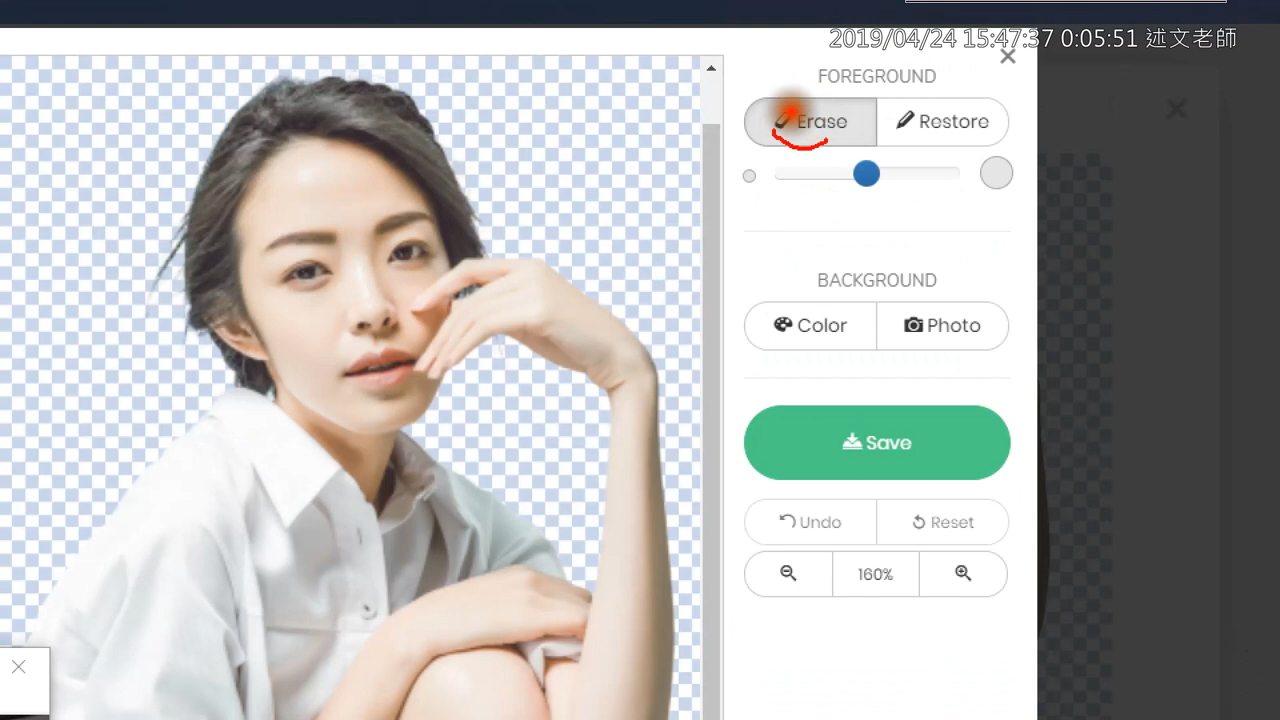 2019/04/24 15:47:37 0:05:51 述文老師
FOREGROUND
Erase Restore
BACKGROUND
Color Photo
Save
Undo Reset
160%